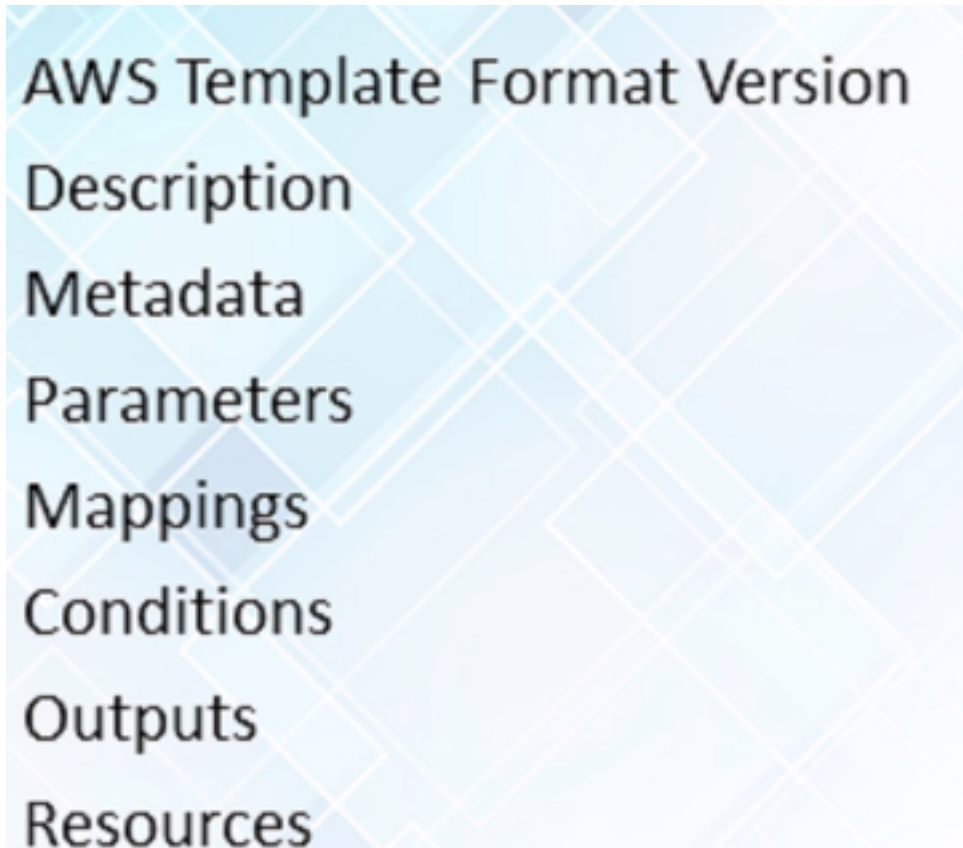 AWS Template Format Version
Description
Metadata
Parameters
Mappings
Conditions
Outputs
Resources